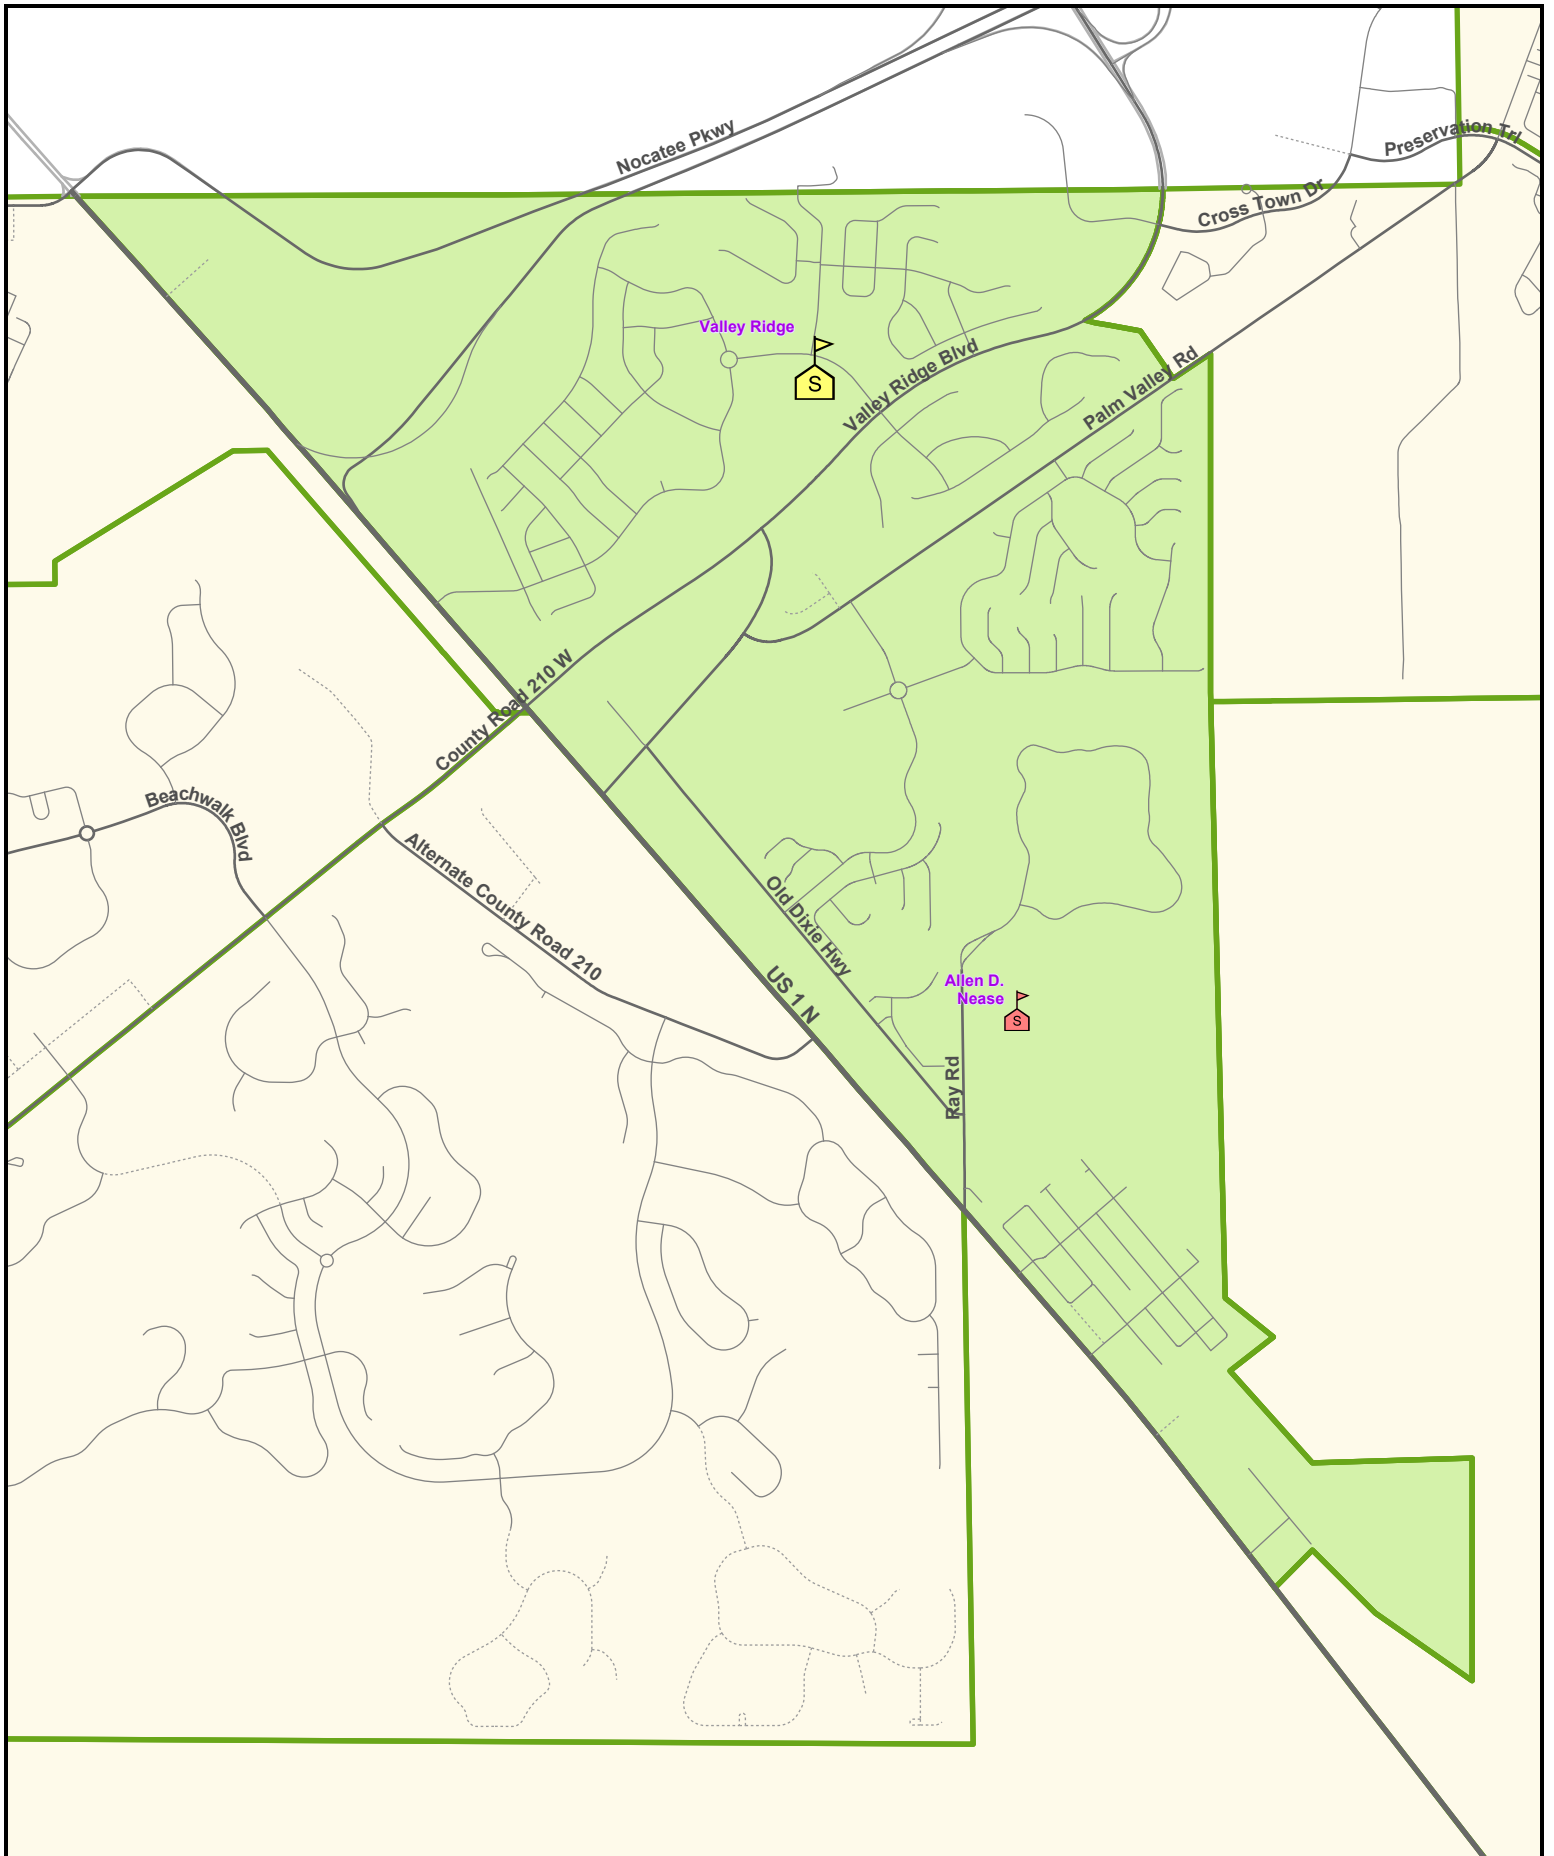 Nocatee Pkwy
Preservation Trl
Cross Town Dr
Valley Ridge
S
Valley Ridge Blvd
Palm Valley Rd
County Road 210 W
Beachwalk Blvd
Alternate County Road 210
Old Dixie Hwy
US 1 N
Allen D.
Nease
S
Ray Rd